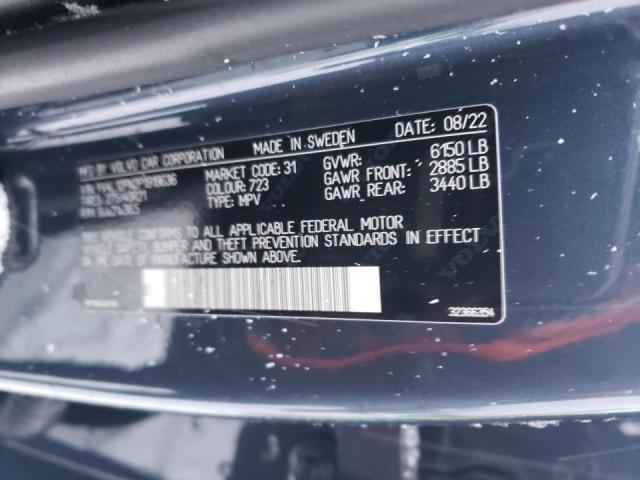 MFD BY VOLVO CAR CORPORATION MADE IN SWEDEN DATE: 08/22
MARKET CODE: 31 GVWR: 6150 LB
COLOUR: 723 GAWR FRONT: 2885 LB
TYPE: MPV GAWR REAR: 3440 LB
VEHICLE CONFORMS TO ALL APPLICABLE FEDERAL MOTOR
SAFETY, BUMPER AND THEFT PREVENTION STANDARDS IN EFFECT
ON THE DATE OF MANUFACTURE SHOWN ABOVE.
VOLVO 32366354